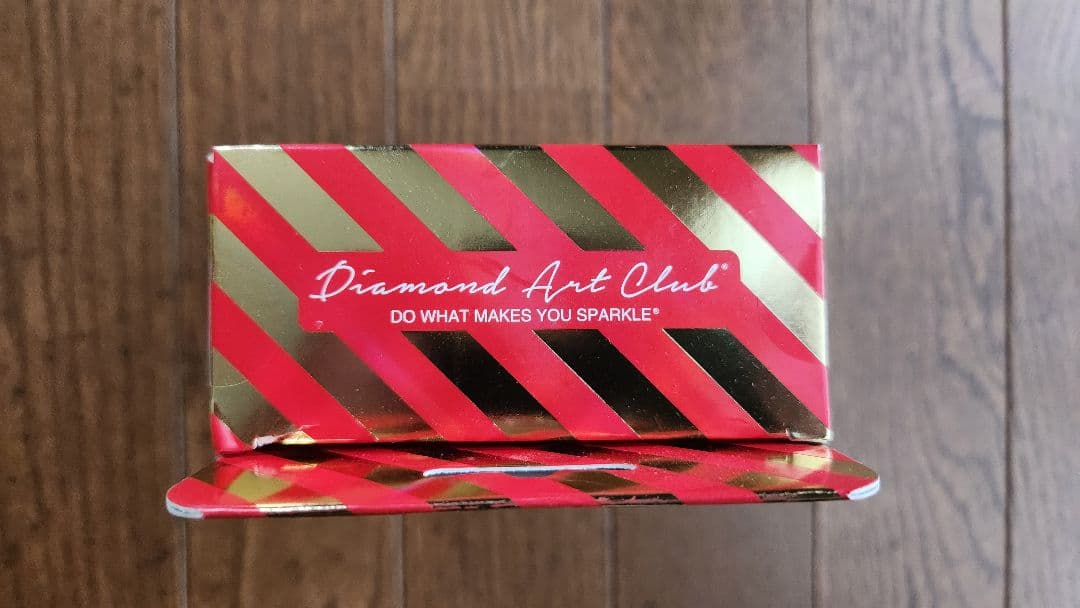 Diamond Art Club®
DO WHAT MAKES YOU SPARKLE®